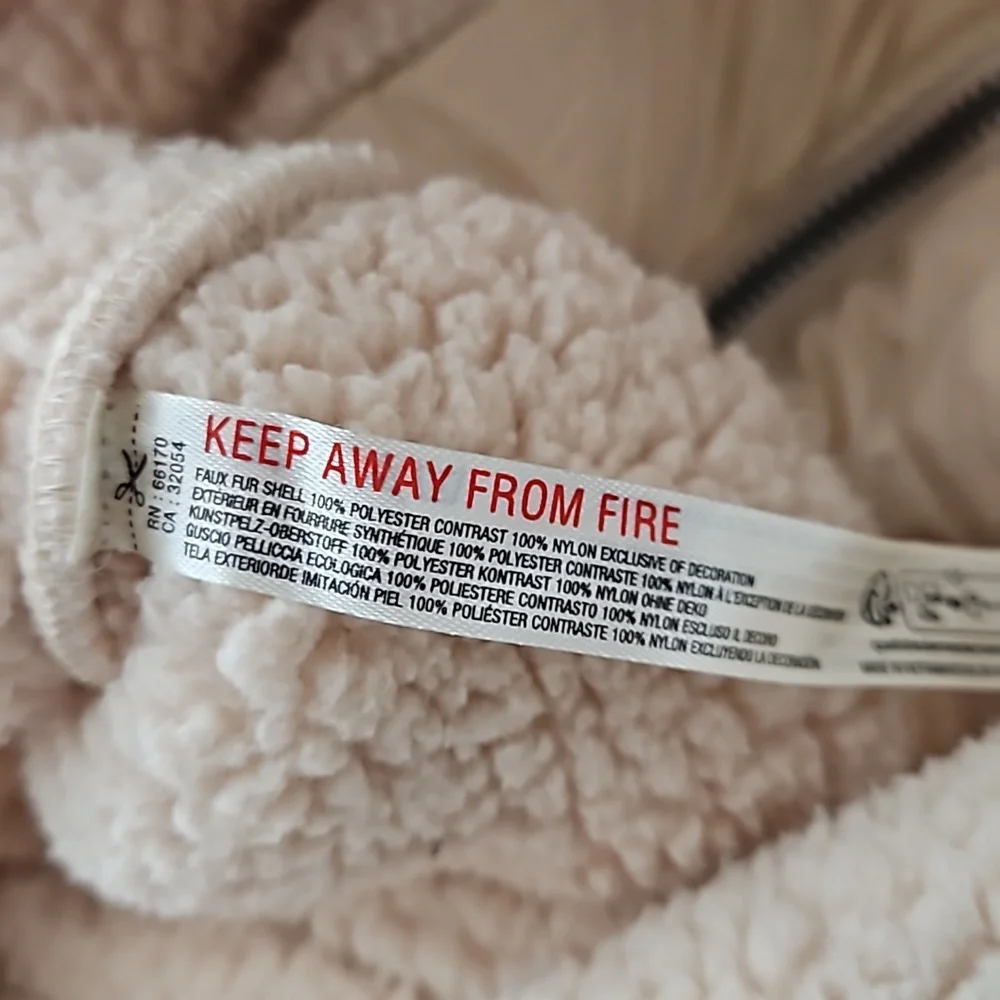 RN : 66170
CA : 32054
KEEP AWAY FROM FIRE
FAUX FUR SHELL 100% POLYESTER CONTRAST 100% NYLON EXCLUSIVE OF DECORATION
EXTÉRIEUR EN FOURRURE SYNTHÉTIQUE 100% POLYESTER CONTRASTE 100% NYLON À L'EXCEPTION DE LA
KUNSTPELZ-OBERSTOFF 100% POLYESTER KONTRAST 100% NYLON OHNE DEKO
GUSCIO PELLICCIA ECOLOGICA 100% POLIESTERE CONTRASTO 100% NYLON ESCLUSO IL DECORO
TELA EXTERIORDE IMITACIÓN PIEL 100% POLIÉSTER CONTRASTE 100% NYLON EXCLUYENDO LA DECORACIÓN